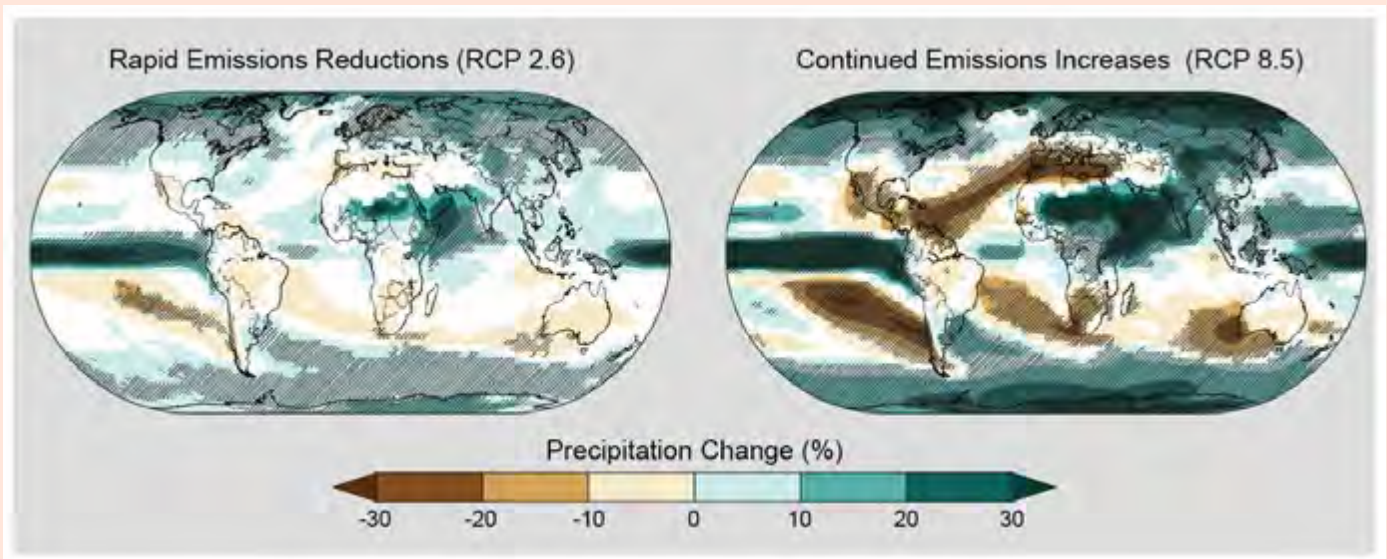 Rapid Emissions Reductions (RCP 2.6)
Continued Emissions Increases (RCP 8.5)
Precipitation Change (%)
-30 -20 -10 0 10 20 30